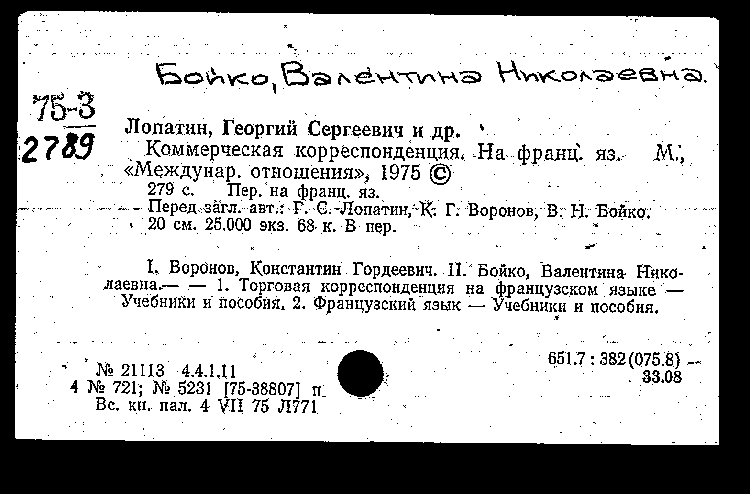 Бойко, Валентина Николаевна.
75-3
2789
Лопатин, Георгий Сергеевич и др.
Коммерческая корреспонденция. На франц. яз. М.,
«Междунар. отношения», 1975 ©
279 с. Пер. на франц. яз.
Перед загл. авт.: Г. С. Лопатин, К. Г. Воронов, В. Н. Бойко.
20 см. 25.000 экз. 68 к. В пер.
I. Воронов, Константин Гордеевич. II. Бойко, Валентина Нико-
лаевна.— — 1. Торговая корреспонденция на французском языке —
Учебники и пособия. 2. Французский язык — Учебники и пособия.
651.7 : 382(075.8) —
33.08
№ 21113 4.4.1.11
4 № 721; № 5231 [75-38807] п
Вс. кн. пал. 4 VII 75 Л771